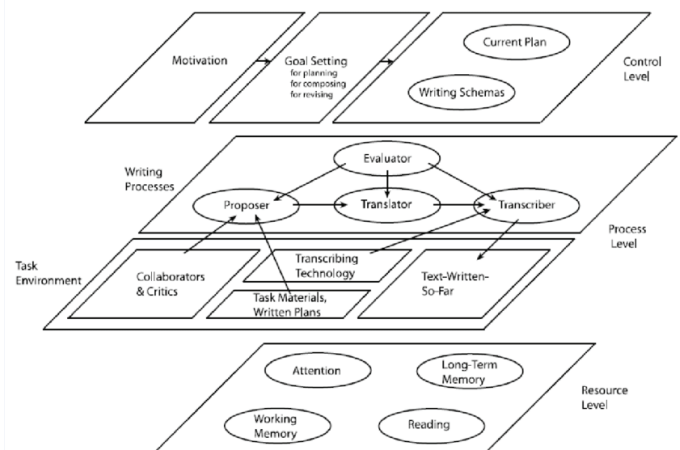 Motivation
Goal Setting
for planning
for composing
for revising
Current Plan
Writing Schemas
Control
Level
Writing
Processes
Evaluator
Proposer
Translator
Transcriber
Process
Level
Task
Environment
Collaborators
& Critics
Transcribing
Technology
Task Materials,
Written Plans
Text-Written-
So-Far
Attention
Long-Term
Memory
Working
Memory
Reading
Resource
Level